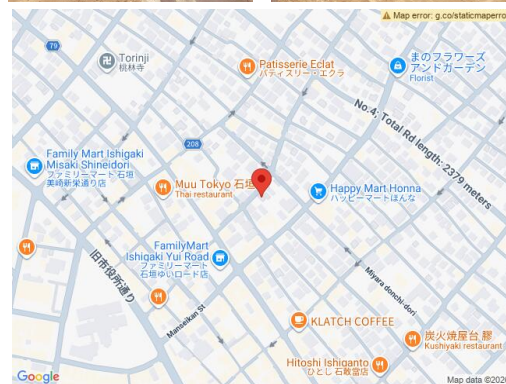 Map error: g.co/staticmaperro
79
Torinji
桃林寺
Patisserie Eclat
パティスリー・エクラ
まのフラワーズ
アンドガーデン
Florist
No.4, Total Rd length: 2379 meters
208
Family Mart Ishigaki
Misaki Shineidori
ファミリーマート 石垣
美崎新栄通り店
Muu Tokyo 石垣
Thai restaurant
Happy Mart Honna
ハッピーマートほんな
FamilyMart
Ishigaki Yui Road
ファミリーマート
石垣ゆいロード店
旧市役所通り
Manseikan St
Miyara donchi-dori
KLATCH COFFEE
炭火焼屋台 膠
Kushiyaki restaurant
Hitoshi Ishiganto
ひとし 石敢當店
Google
Map data ©2026